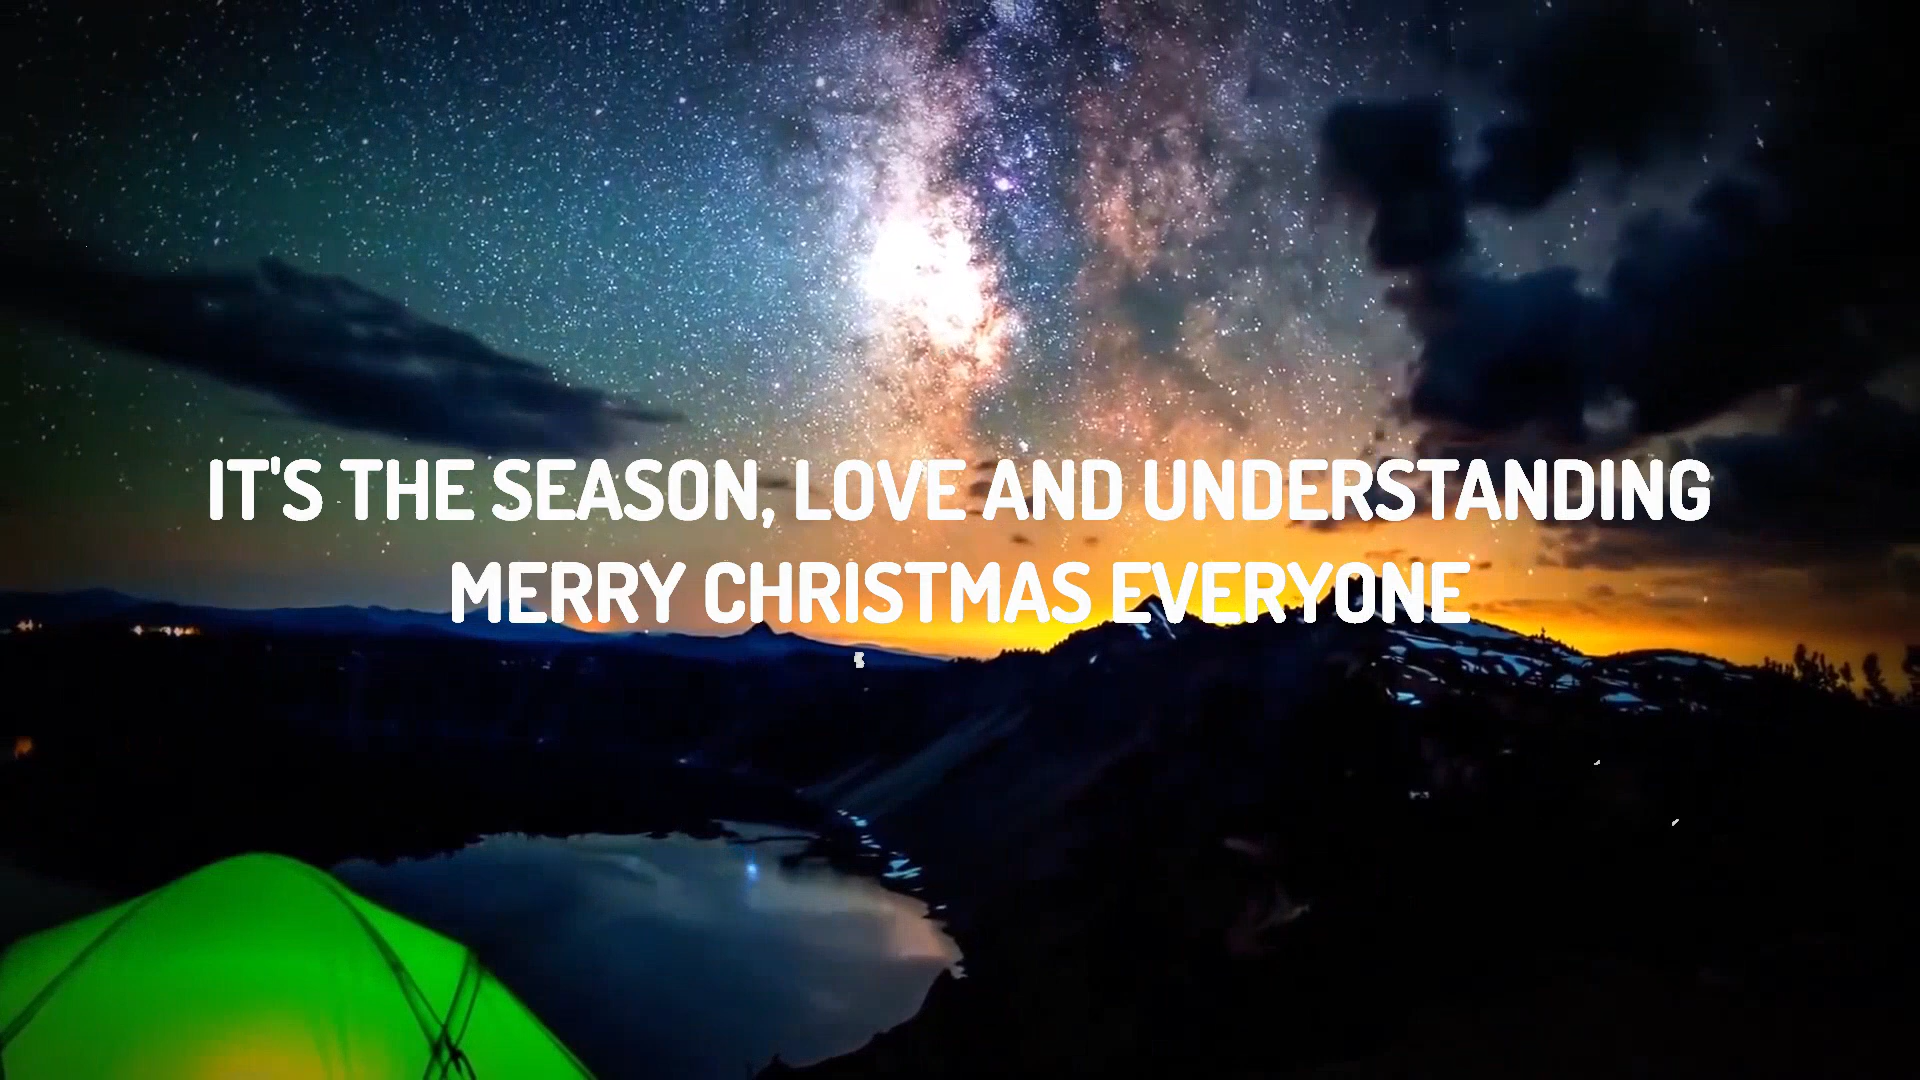 IT'S THE SEASON, LOVE AND UNDERSTANDING
MERRY CHRISTMAS EVERYONE